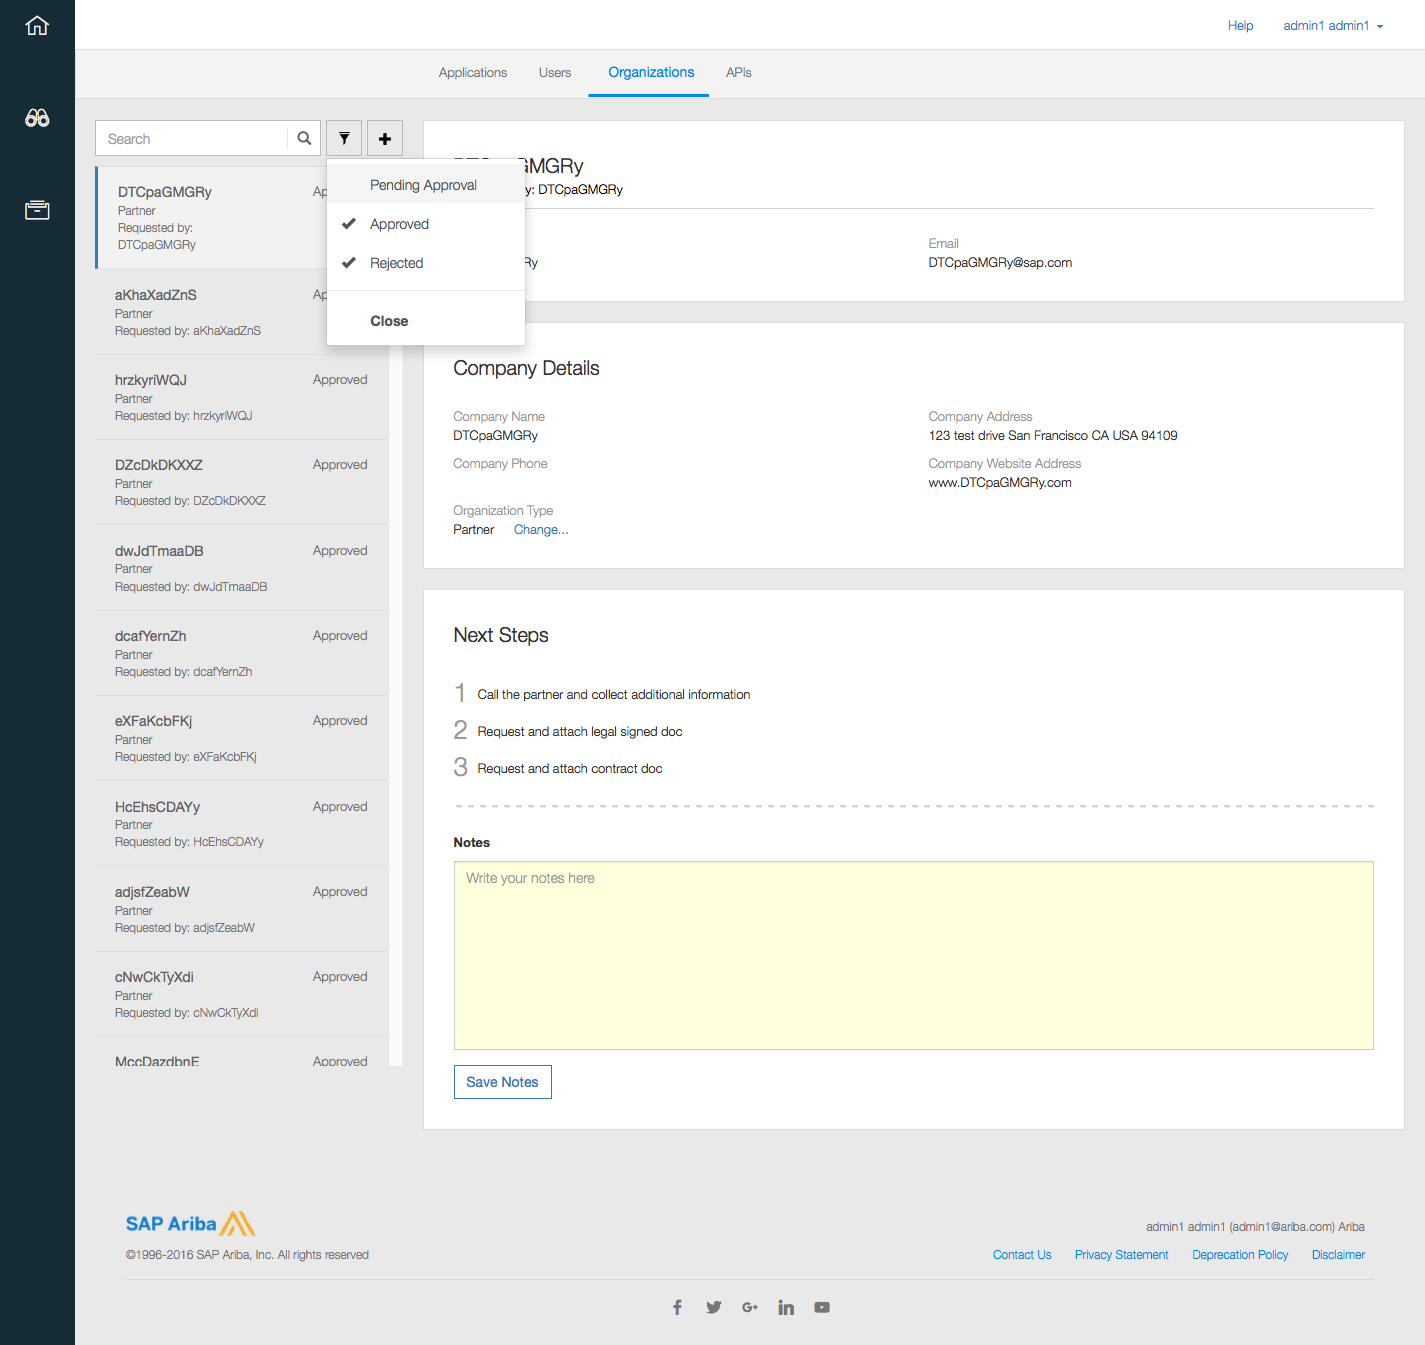 Help
admin1 admin1
Applications
Users
Organizations
APIs
Search
DTCpaGMGRy
Partner
Requested by:
DTCpaGMGRy
aKhaXadZnS
Partner
Requested by: aKhaXadZnS
hrzkyriWQJ
Approved
Partner
Requested by: hrzkyriWQJ
DZcDkDKXXZ
Approved
Partner
Requested by: DZcDkDKXXZ
dwJdTmaaDB
Approved
Partner
Requested by: dwJdTmaaDB
dcafYernZh
Approved
Partner
Requested by: dcafYernZh
eXFaKcbFKj
Approved
Partner
Requested by: eXFaKcbFKj
HcEhsCDAYy
Approved
Partner
Requested by: HcEhsCDAYy
adjsfZeabW
Approved
Partner
Requested by: adjsfZeabW
cNwCkTyXdi
Approved
Partner
Requested by: cNwCkTyXdi
MccDazdbnE
Approved
Pending Approval
Approved
Rejected
Close
y: DTCpaGMGRy
Email
DTCpaGMGRy@sap.com
Company Details
Company Name
DTCpaGMGRy
Company Address
123 test drive San Francisco CA USA 94109
Company Phone
Company Website Address
www.DTCpaGMGRy.com
Organization Type
Partner Change...
Next Steps
1 Call the partner and collect additional information
2 Request and attach legal signed doc
3 Request and attach contract doc
Notes
Write your notes here
Save Notes
SAP Ariba
©1996-2016 SAP Ariba, Inc. All rights reserved
admin1 admin1 (admin1@ariba.com) Ariba
Contact Us
Privacy Statement
Deprecation Policy
Disclaimer